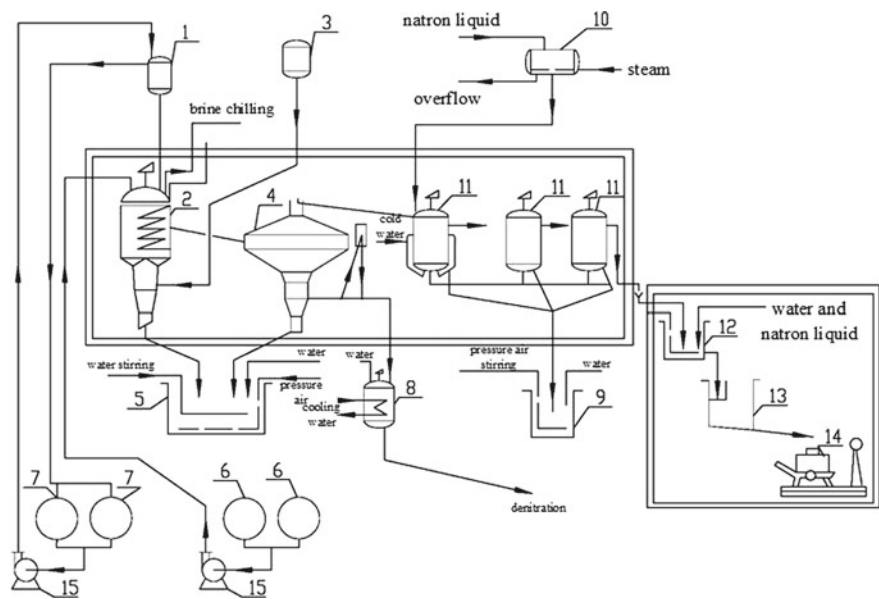 natron liquid
10
1
3
steam
overflow
brine chilling
2
4
11
11
11
cold
water
water and
natron liquid
12
water stirring
water
water
pressure air
stirring
water
5
pressure
air
cooling
water
8
9
13
14
7
7
6
6
denitration
15
15